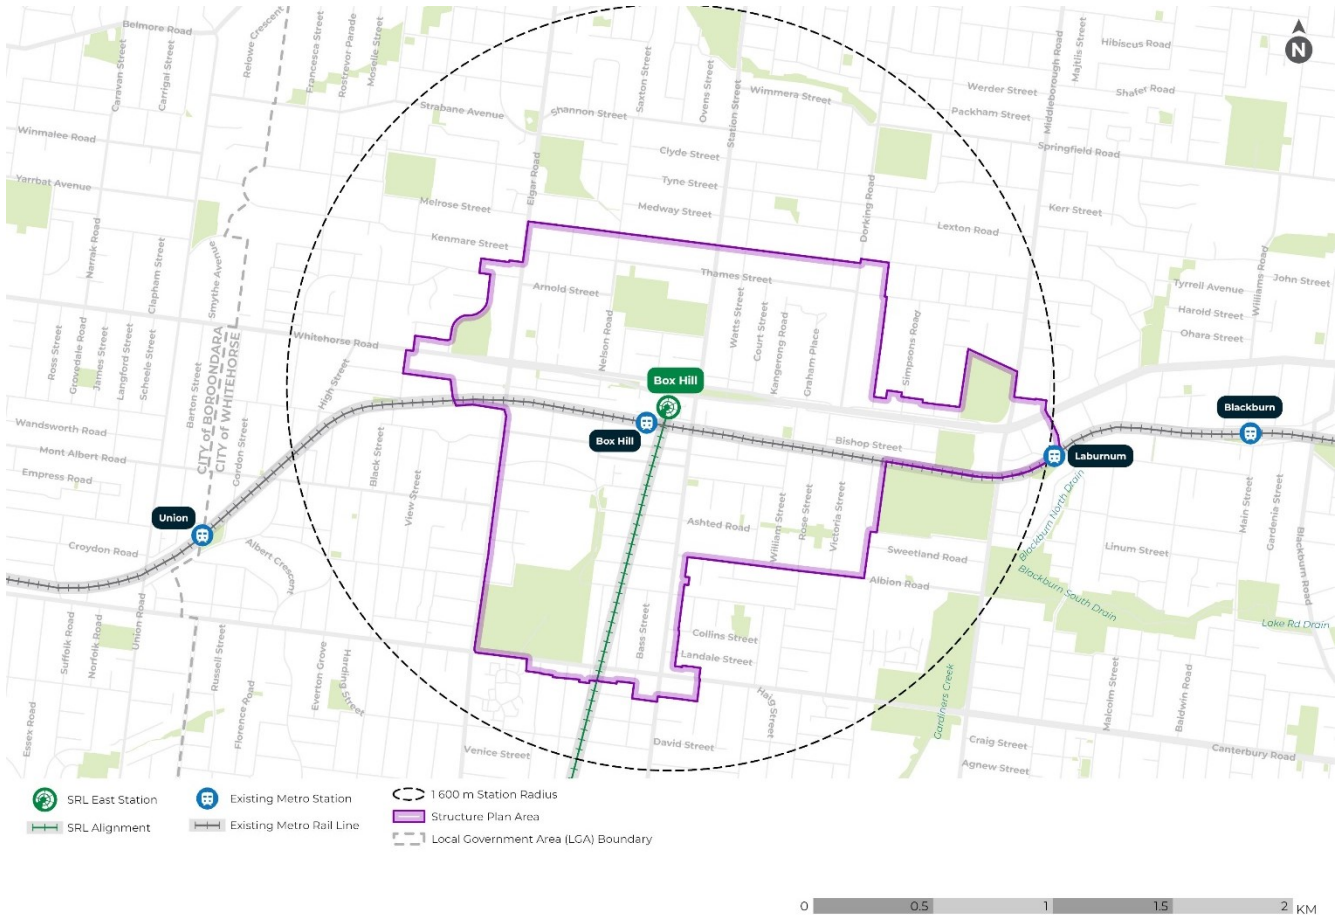 Belmore Road
Caravan Street
Carrigal Street
Relowe Crescent
Francesca Street
Rostrevor Parade
Moselle Street
Saxton Street
Ovens Street
Station Street
Wimmera Street
Middleborough Road
Majtlis Street
Hibiscus Road
N
Werder Street
Shafer Road
Packham Street
Springfield Road
Strabane Avenue
Shannon Street
Winmalee Road
Clyde Street
Yarrbat Avenue
Tyne Street
Elgar Road
Melrose Street
Medway Street
Dorking Road
Kerr Street
Lexton Road
Kenmare Street
Narrak Road
Clapham Street
Smythe Avenue
Thames Street
Arnold Street
Williams Road
John Street
Tyrrell Avenue
Harold Street
Ohara Street
Whitehorse Road
Nelson Road
Watts Street
Court Street
Kangerong Road
Graham Place
Simpsons Road
Ross Street
Grovedale Road
James Street
Langford Street
Scheele Street
Barton Street
CITY of BOROONDARA
CITY of WHITEHORSE
High Street
Box Hill
Blackburn
Box Hill
Bishop Street
Laburnum
Wandsworth Road
Mont Albert Road
Empress Road
Gordon Street
Black Street
View Street
Union
Croydon Road
Albert Crescent
Ashted Road
William Street
Rose Street
Victoria Street
Sweetland Road
Albion Road
Blackburn North Drain
Linum Street
Main Street
Gardenia Street
Blackburn Road
Blackburn South Drain
Lake Rd Drain
Suffolk Road
Norfolk Road
Union Road
Russell Street
Everton Grove
Harding Street
Bass Street
Collins Street
Landale Street
Haig Street
Gardiners Creek
Malcolm Street
Baldwin Road
Essex Road
Florence Road
Venice Street
David Street
Craig Street
Agnew Street
Canterbury Road
SRL East Station
Existing Metro Station
1 600 m Station Radius
SRL Alignment
Existing Metro Rail Line
Structure Plan Area
Local Government Area (LGA) Boundary
0 0.5 1 1.5 2 KM